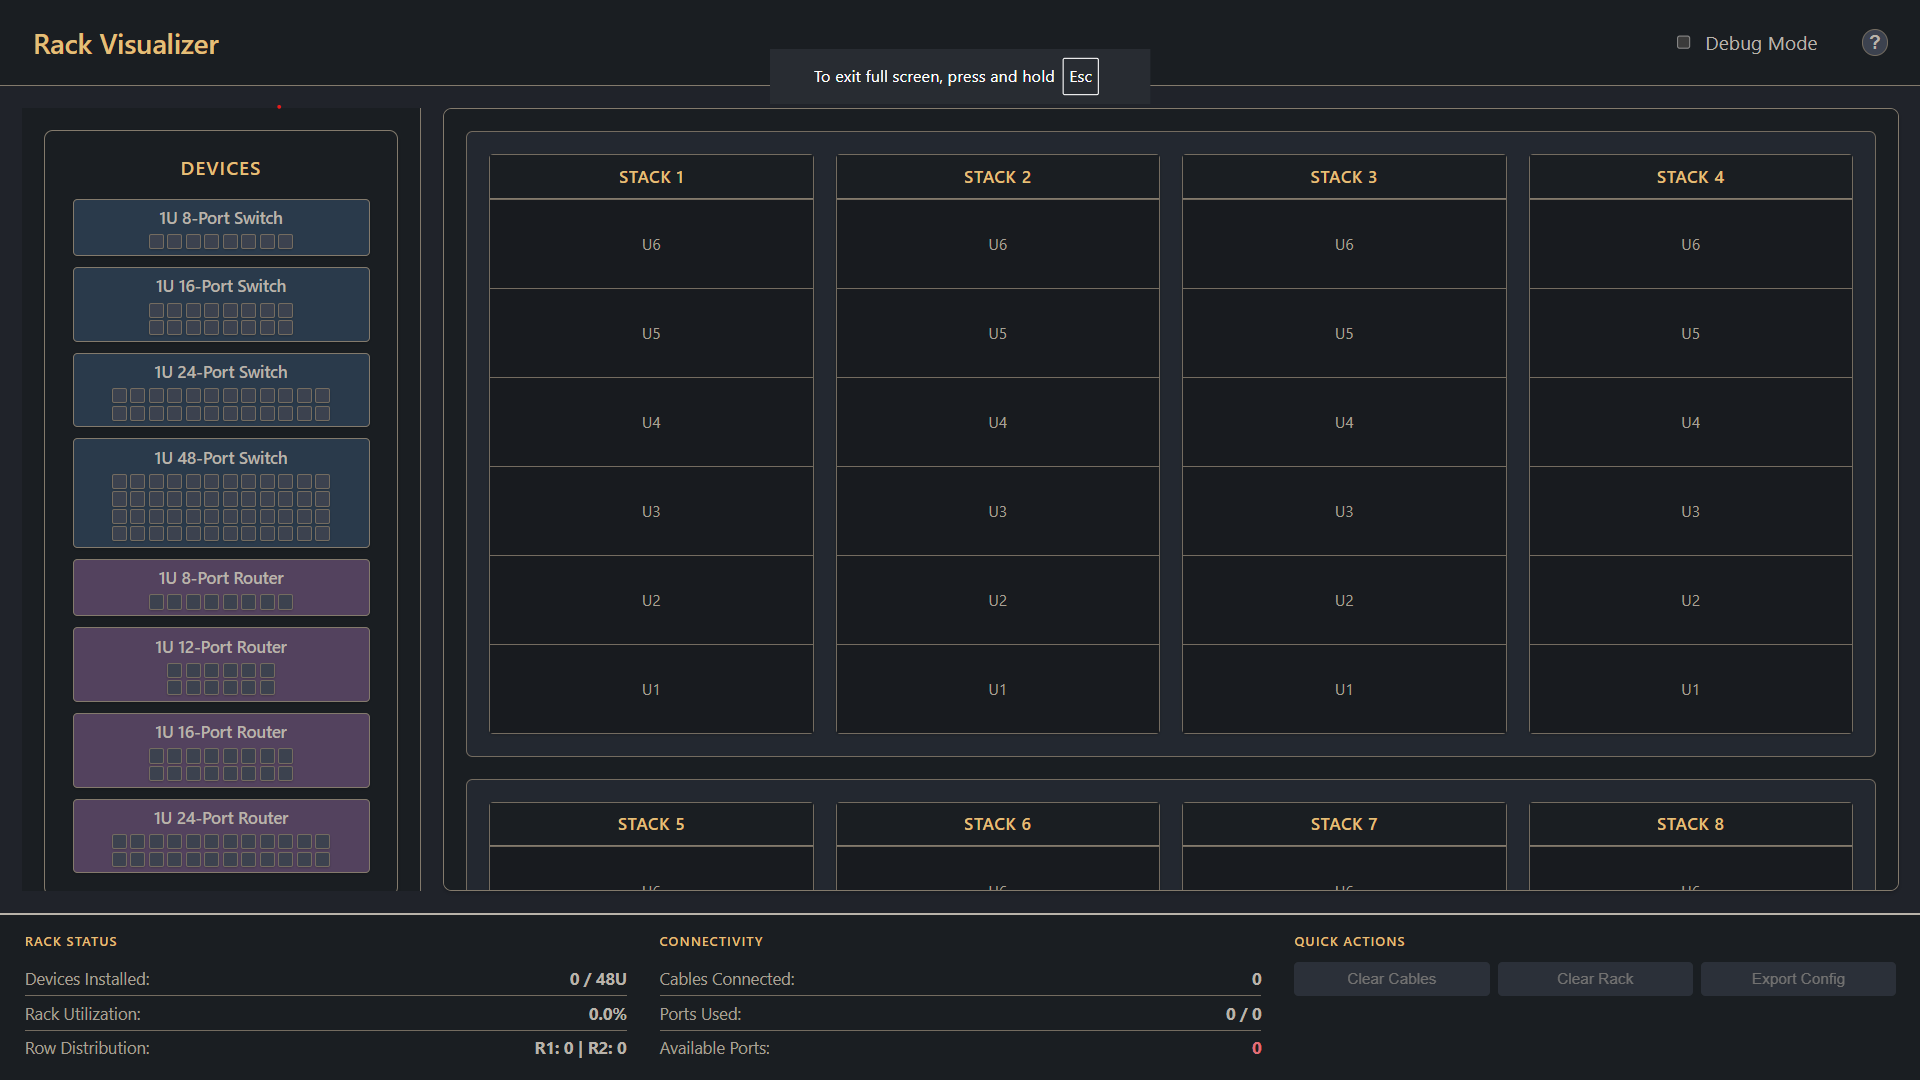 Rack Visualizer
Debug Mode
?
To exit full screen, press and hold Esc
DEVICES
1U 8-Port Switch
1U 16-Port Switch
1U 24-Port Switch
1U 48-Port Switch
1U 8-Port Router
1U 12-Port Router
1U 16-Port Router
1U 24-Port Router
STACK 1
U6
U5
U4
U3
U2
U1
STACK 2
U6
U5
U4
U3
U2
U1
STACK 3
U6
U5
U4
U3
U2
U1
STACK 4
U6
U5
U4
U3
U2
U1
STACK 5
STACK 6
STACK 7
STACK 8
RACK STATUS
Devices Installed: 0 / 48U
Rack Utilization: 0.0%
Row Distribution: R1: 0 | R2: 0
CONNECTIVITY
Cables Connected: 0
Ports Used: 0 / 0
Available Ports: 0
QUICK ACTIONS
Clear Cables
Clear Rack
Export Config